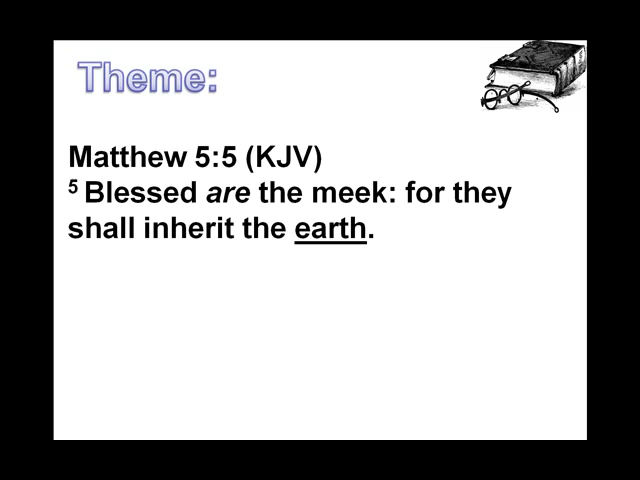 Theme:
Matthew 5:5 (KJV)
5 Blessed are the meek: for they
shall inherit the earth.